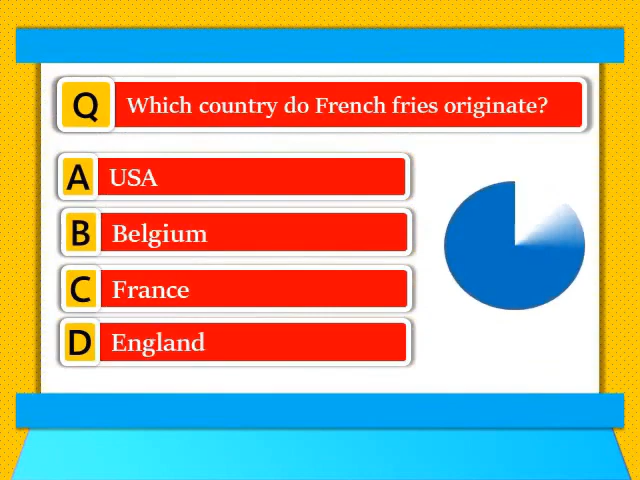 Q Which country do French fries originate?
A USA
B Belgium
C France
D England